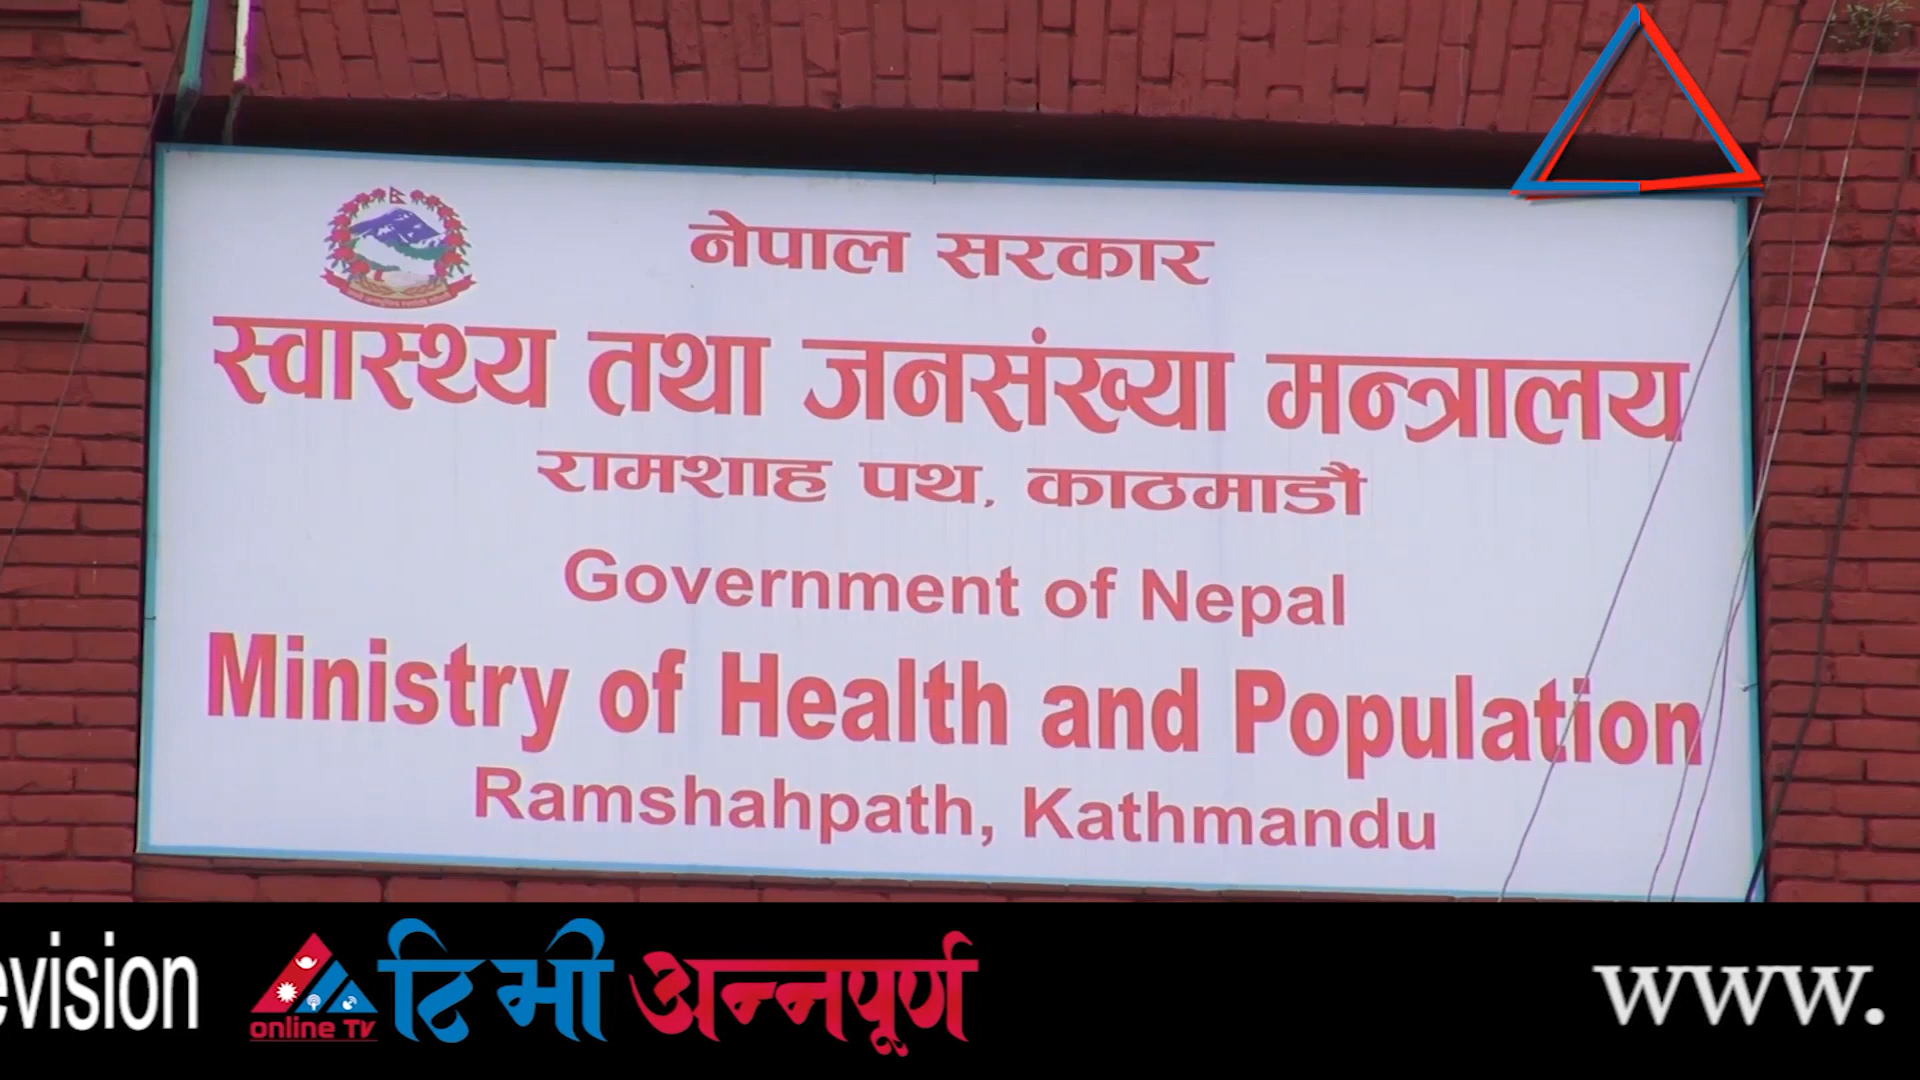 नेपाल सरकार
स्वास्थ्य तथा जनसंख्या मन्त्रालय
रामशाह पथ, काठमाडौं
Government of Nepal
Ministry of Health and Population
Ramshahpath, Kathmandu
evision
online TV
टिभी अन्नपूर्ण
www.